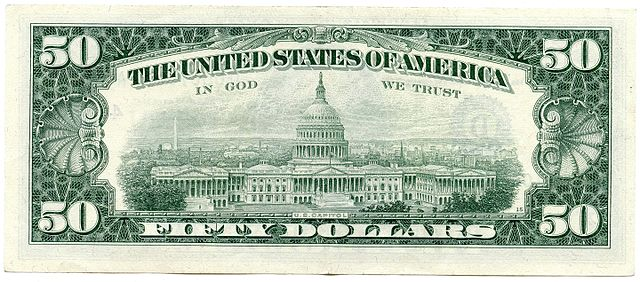 50 50
THE UNITED STATES OF AMERICA
IN GOD WE TRUST
U.S. CAPITOL
50 50
FIFTY DOLLARS